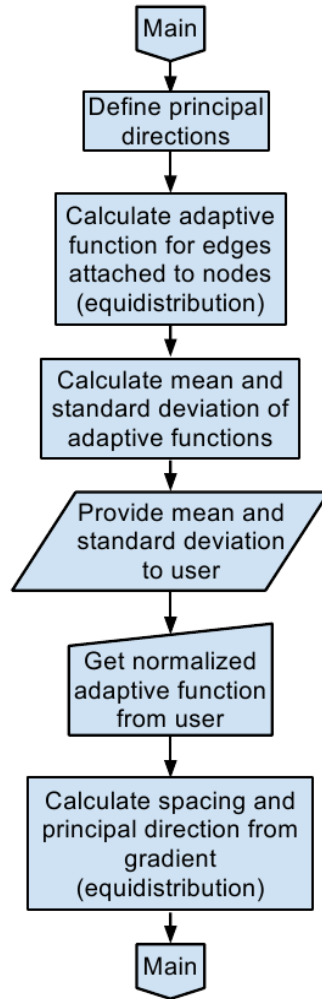 Main
Define principal
directions
Calculate adaptive
function for edges
attached to nodes
(equidistribution)
Calculate mean and
standard deviation of
adaptive functions
Provide mean and
standard deviation
to user
Get normalized
adaptive function
from user
Calculate spacing and
principal direction from
gradient
(equidistribution)
Main